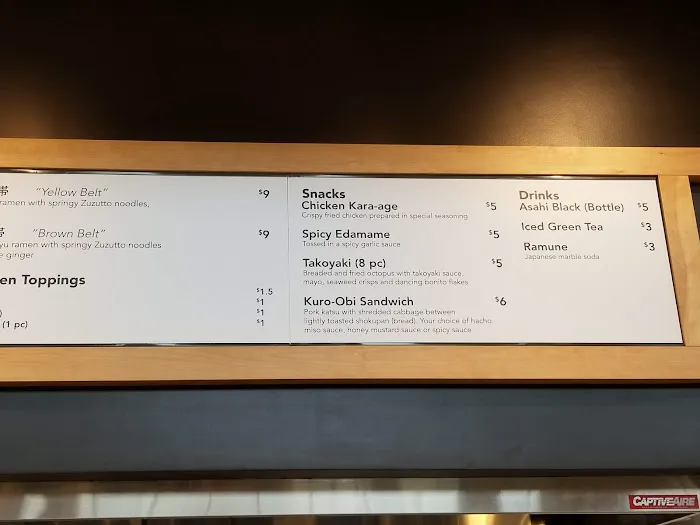 帯 “Yellow Belt” $9
ramen with springy Zuzutto noodles,
帯 “Brown Belt” $9
yu ramen with springy Zuzutto noodles
e ginger
en Toppings
$1.5
$1
) $1
(1 pc) $1
Snacks
Chicken Kara-age $5
Crispy fried chicken prepared in special seasoning
Spicy Edamame $5
Tossed in a spicy garlic sauce
Takoyaki (8 pc) $5
Breaded and fried octopus with takoyaki sauce,
mayo, seaweed crisps and dancing bonito flakes
Kuro-Obi Sandwich $6
Pork katsu with shredded cabbage between
lightly toasted shokupan (bread). Your choice of hacho
miso sauce, honey mustard sauce or spicy sauce
Drinks
Asahi Black (Bottle) $5
Iced Green Tea $3
Ramune $3
Japanese marble soda
CAPTIVEAIRE